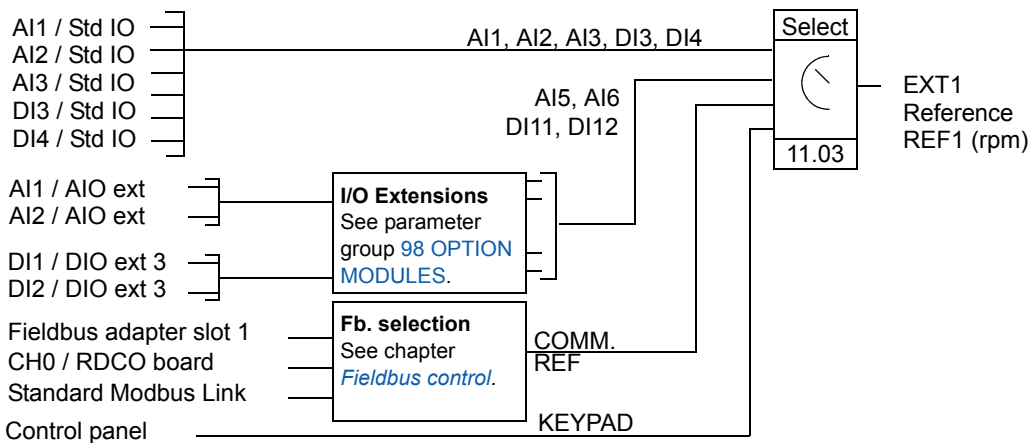 AI1 / Std IO
AI2 / Std IO
AI3 / Std IO
DI3 / Std IO
DI4 / Std IO
AI1, AI2, AI3, DI3, DI4
Select
11.03
EXT1
Reference
REF1 (rpm)
AI5, AI6
DI11, DI12
AI1 / AIO ext
AI2 / AIO ext
DI1 / DIO ext 3
DI2 / DIO ext 3
I/O Extensions
See parameter
group 98 OPTION
MODULES.
Fieldbus adapter slot 1
CH0 / RDCO board
Standard Modbus Link
Fb. selection
See chapter
Fieldbus control.
COMM.
REF
Control panel
KEYPAD